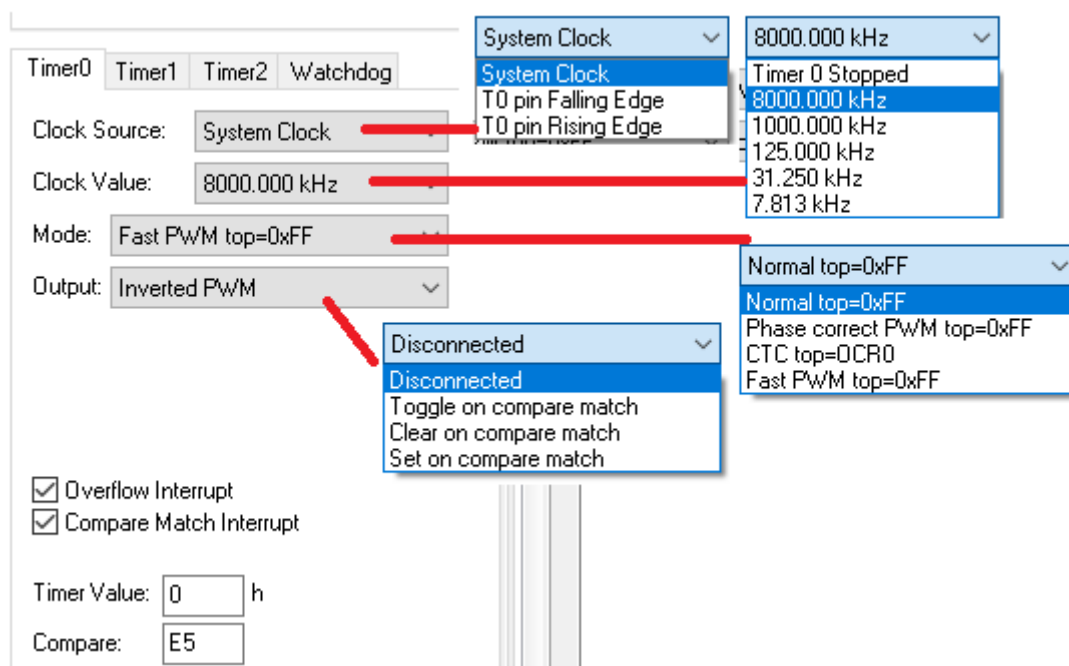 System Clock
8000.000 kHz
Timer0 Timer1 Timer2 Watchdog
System Clock
T0 pin Falling Edge
T0 pin Rising Edge
Timer 0 Stopped
8000.000 kHz
1000.000 kHz
125.000 kHz
31.250 kHz
7.813 kHz
Clock Source: System Clock
Clock Value: 8000.000 kHz
Mode: Fast PWM top=0xFF
Output: Inverted PWM
Normal top=0xFF
Normal top=0xFF
Phase correct PWM top=0xFF
CTC top=OCR0
Fast PWM top=0xFF
Disconnected
Disconnected
Toggle on compare match
Clear on compare match
Set on compare match
Overflow Interrupt
Compare Match Interrupt
Timer Value: 0 h
Compare: E5